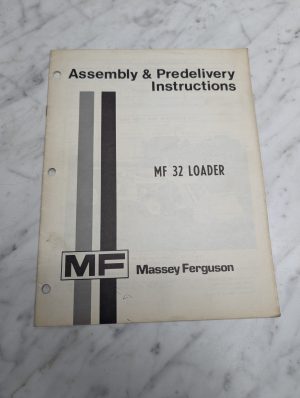 Assembly & Predelivery
Instructions
MF 32 LOADER
MF
Massey Ferguson